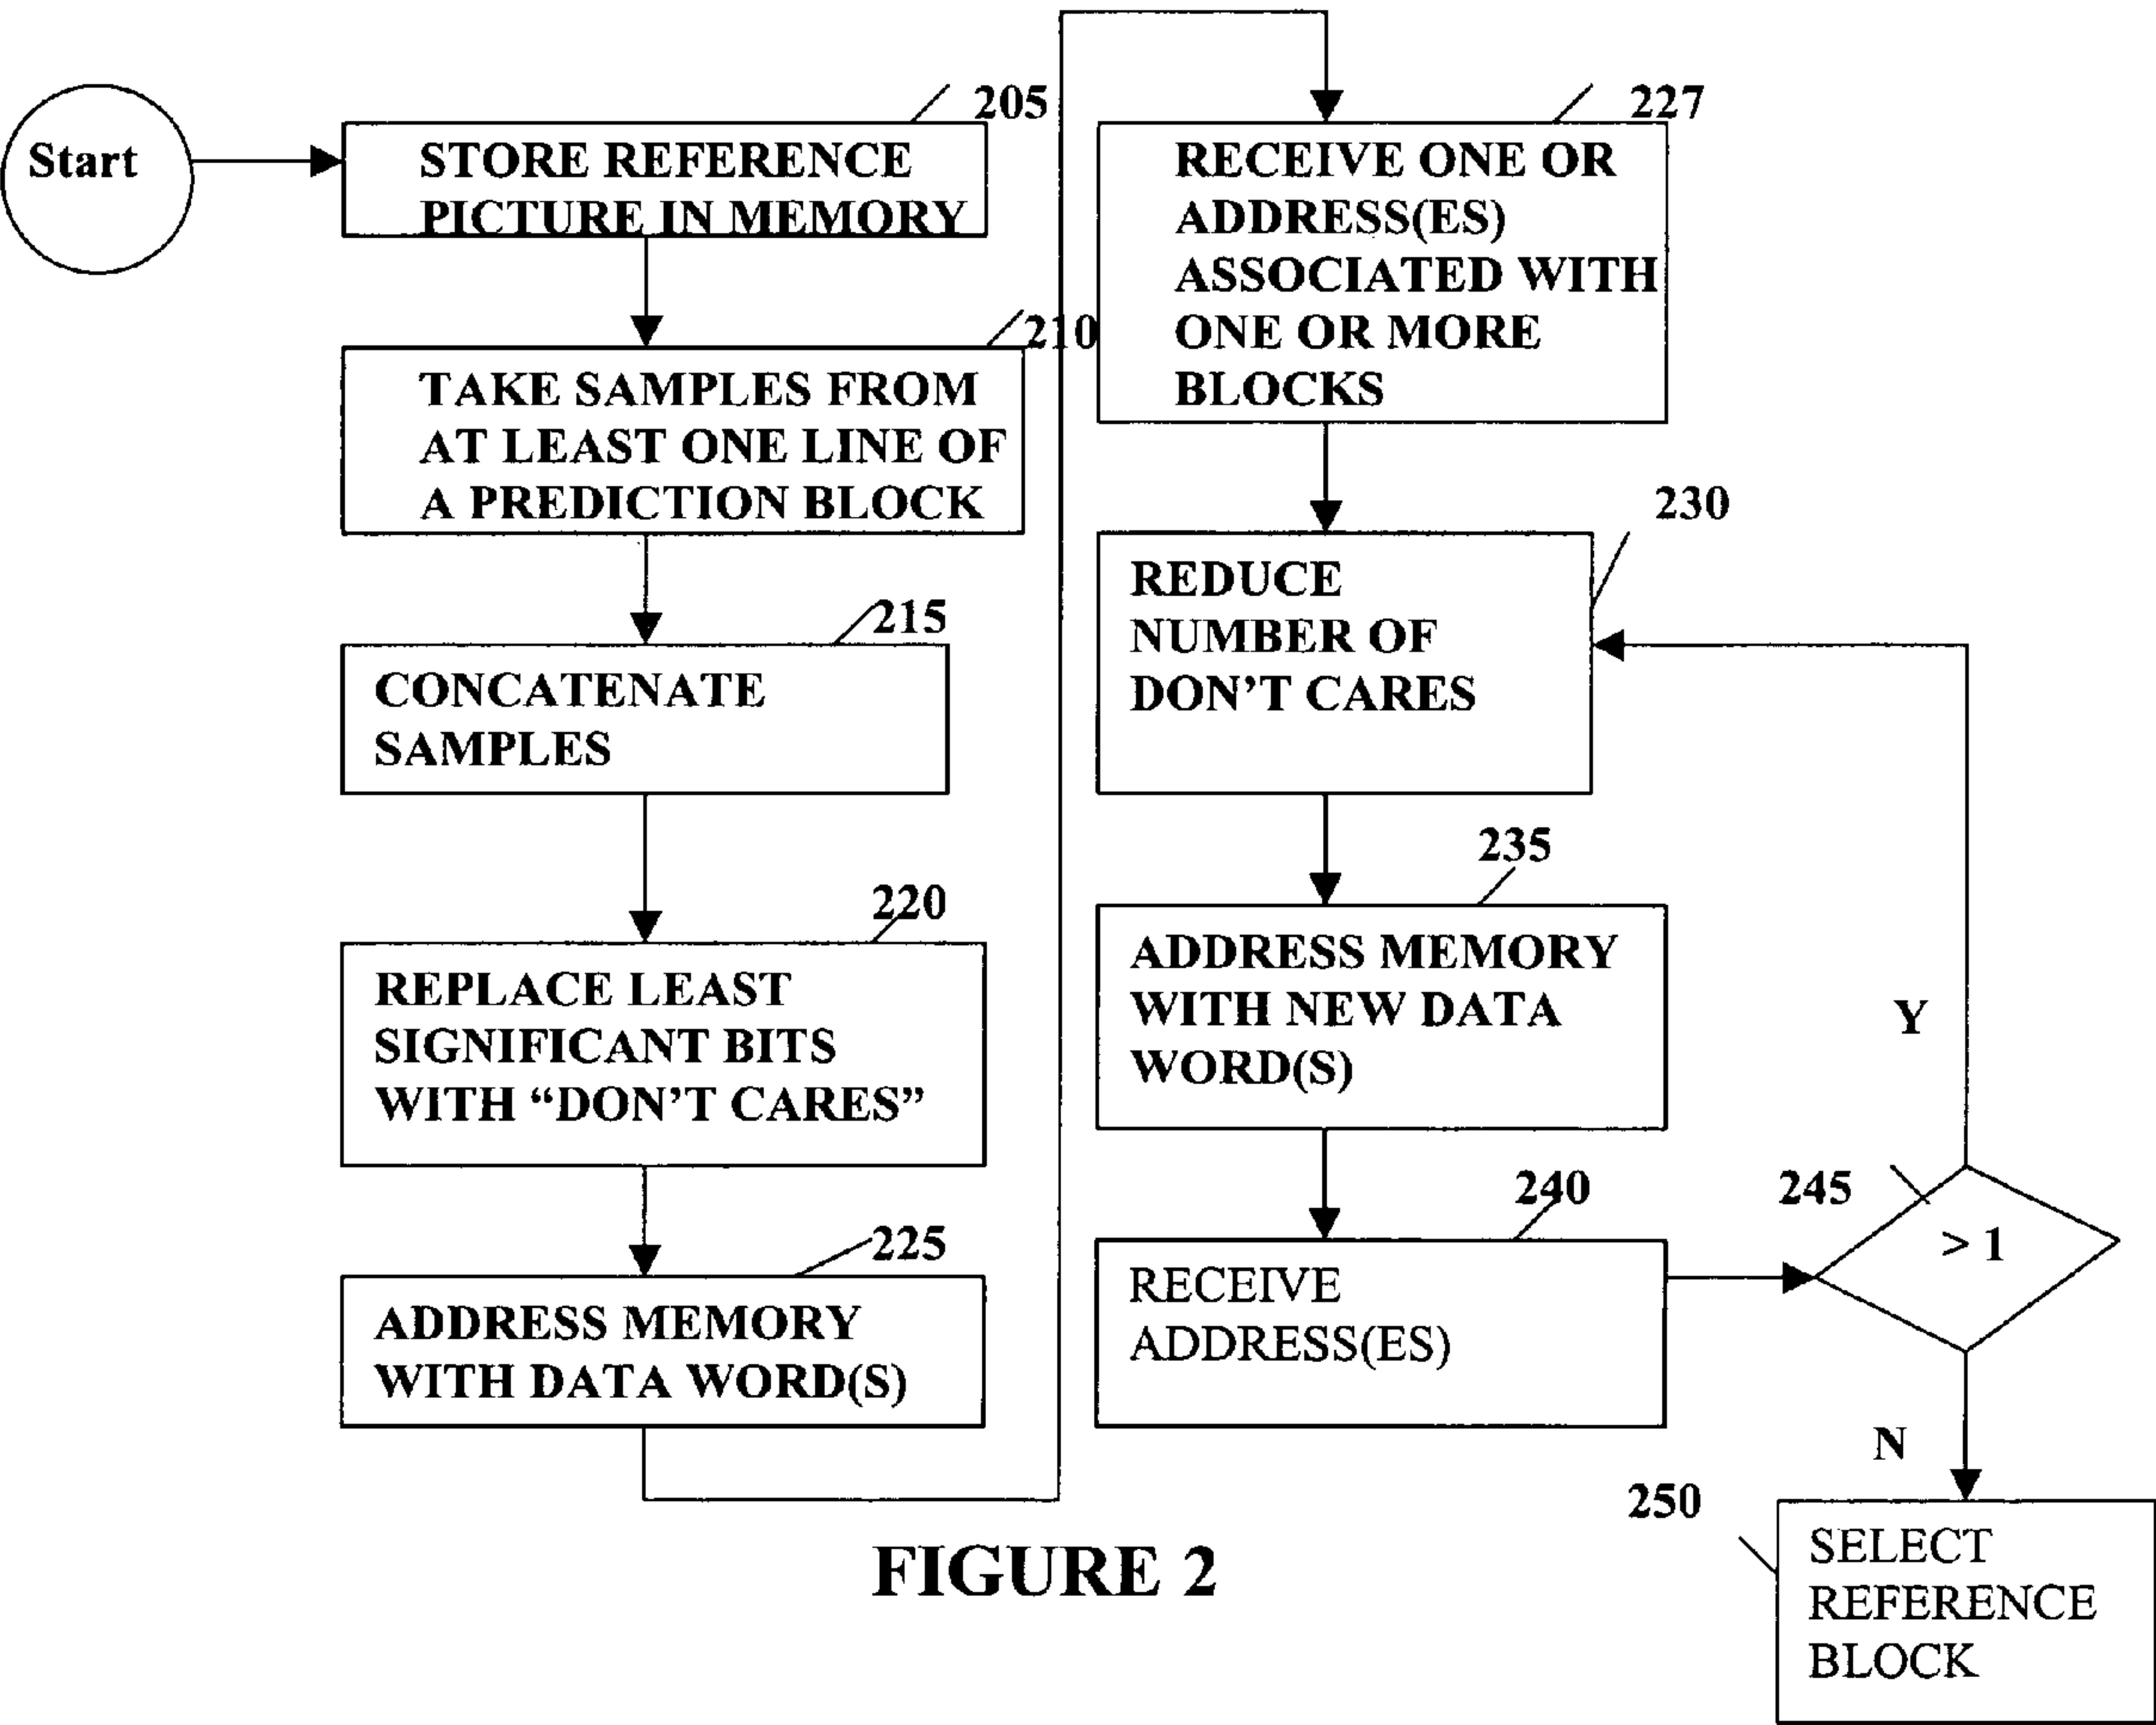 Start
205
STORE REFERENCE
PICTURE IN MEMORY
210
TAKE SAMPLES FROM
AT LEAST ONE LINE OF
A PREDICTION BLOCK
215
CONCATENATE
SAMPLES
220
REPLACE LEAST
SIGNIFICANT BITS
WITH “DON’T CARES”
225
ADDRESS MEMORY
WITH DATA WORD(S)
227
RECEIVE ONE OR
ADDRESS(ES)
ASSOCIATED WITH
ONE OR MORE
BLOCKS
230
REDUCE
NUMBER OF
DON’T CARES
235
ADDRESS MEMORY
WITH NEW DATA
WORD(S)
240
RECEIVE
ADDRESS(ES)
245
> 1
Y
N
250
SELECT
REFERENCE
BLOCK
FIGURE 2